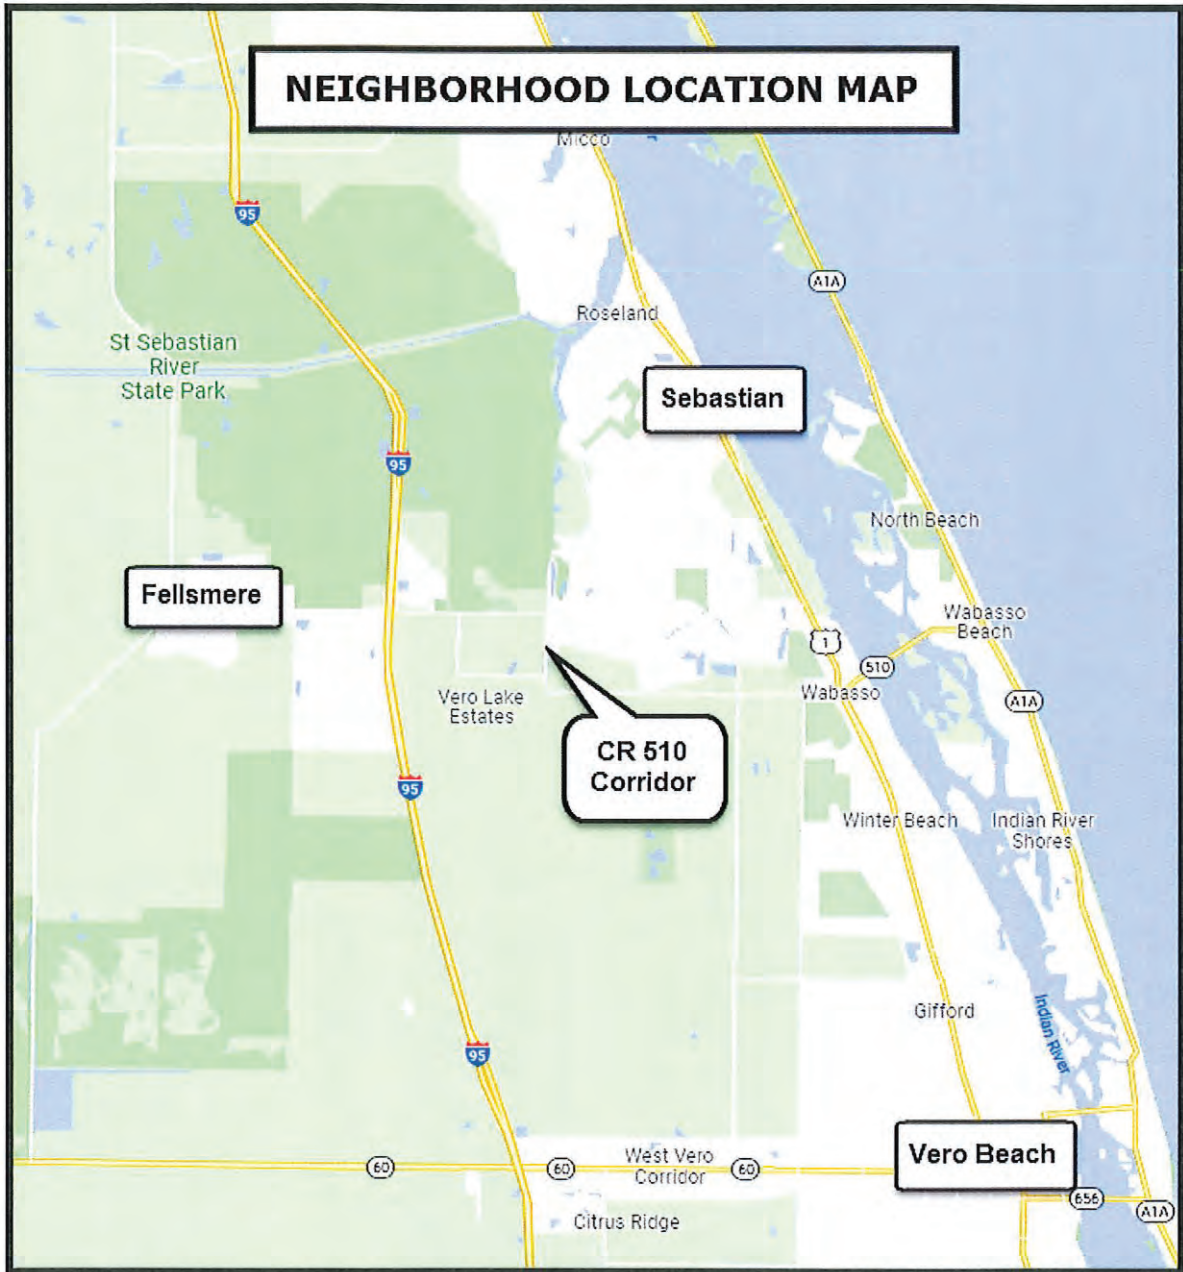 NEIGHBORHOOD LOCATION MAP
Micco
95
A1A
Roseland
St Sebastian
River
State Park
Sebastian
95
North Beach
Fellsmere
Wabasso
Beach
1
510
Wabasso
A1A
Vero Lake
Estates
CR 510
Corridor
95
Winter Beach
Indian River
Shores
Gifford
Indian River
95
Vero Beach
West Vero
Corridor
60
60
60
656
A1A
Citrus Ridge